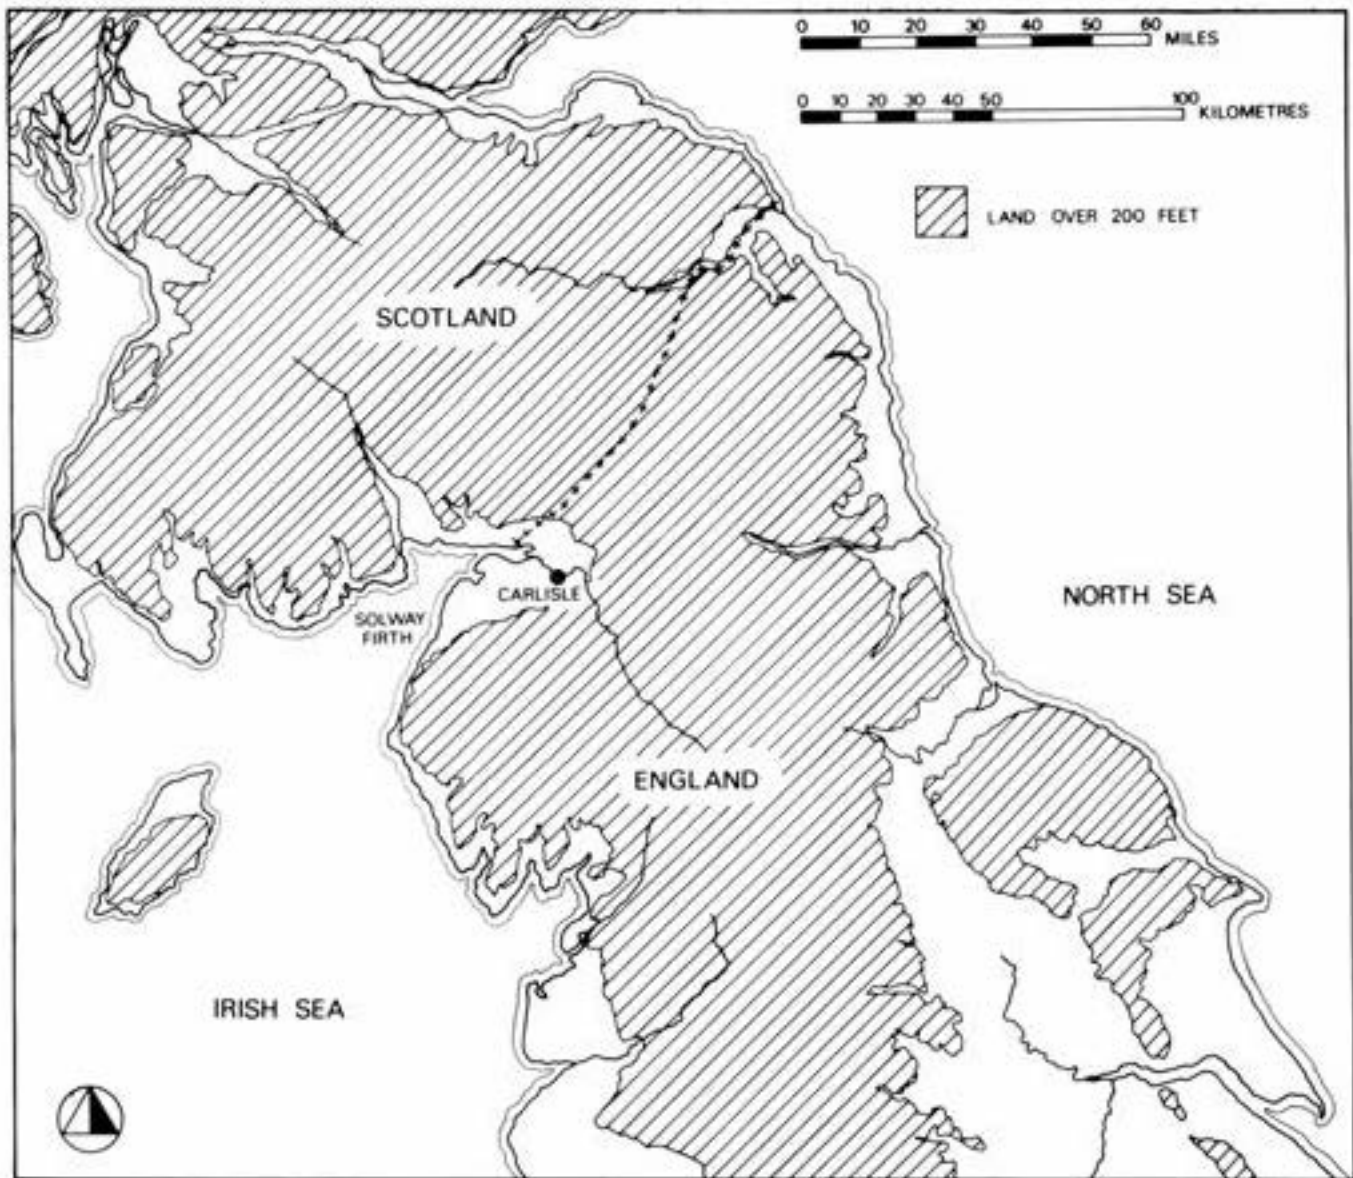 0 10 20 30 40 50 60 MILES
0 10 20 30 40 50 100 KILOMETRES
LAND OVER 200 FEET
SCOTLAND
CARLISLE
SOLWAY
FIRTH
NORTH SEA
ENGLAND
IRISH SEA